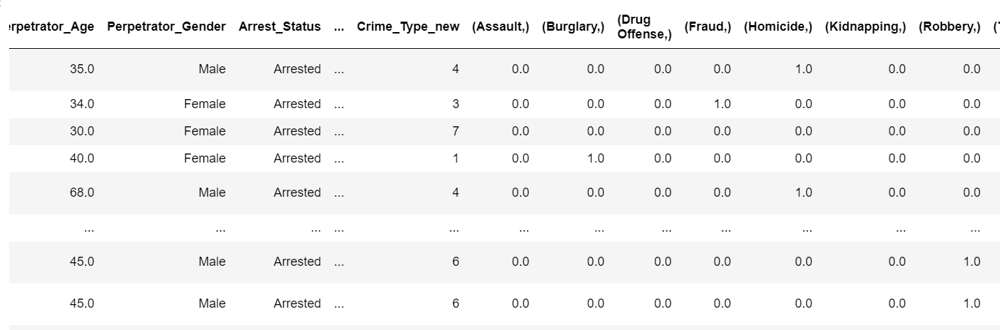 erpetrator_Age Perpetrator_Gender Arrest_Status ... Crime_Type_new (Assault,) (Burglary,) (Drug Offense,) (Fraud,) (Homicide,) (Kidnapping,) (Robbery,) (
35.0 Male Arrested ... 4 0.0 0.0 0.0 0.0 1.0 0.0 0.0
34.0 Female Arrested ... 3 0.0 0.0 0.0 1.0 0.0 0.0 0.0
30.0 Female Arrested ... 7 0.0 0.0 0.0 0.0 0.0 0.0 0.0
40.0 Female Arrested ... 1 0.0 1.0 0.0 0.0 0.0 0.0 0.0
68.0 Male Arrested ... 4 0.0 0.0 0.0 0.0 1.0 0.0 0.0
... ... ... ... ... ... ... ... ... ... ... ...
45.0 Male Arrested ... 6 0.0 0.0 0.0 0.0 0.0 0.0 1.0
45.0 Male Arrested ... 6 0.0 0.0 0.0 0.0 0.0 0.0 1.0